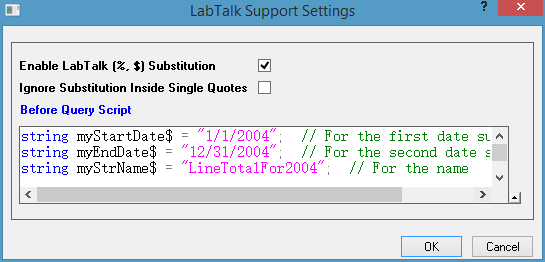 LabTalk Support Settings
Enable LabTalk (%, $) Substitution
Ignore Substitution Inside Single Quotes
Before Query Script
string myStartDate$ = "1/1/2004";  // For the first date su
string myEndDate$ = "12/31/2004";  // For the second date s
string myStrName$ = "LineTotalFor2004";  // For the name
OK Cancel